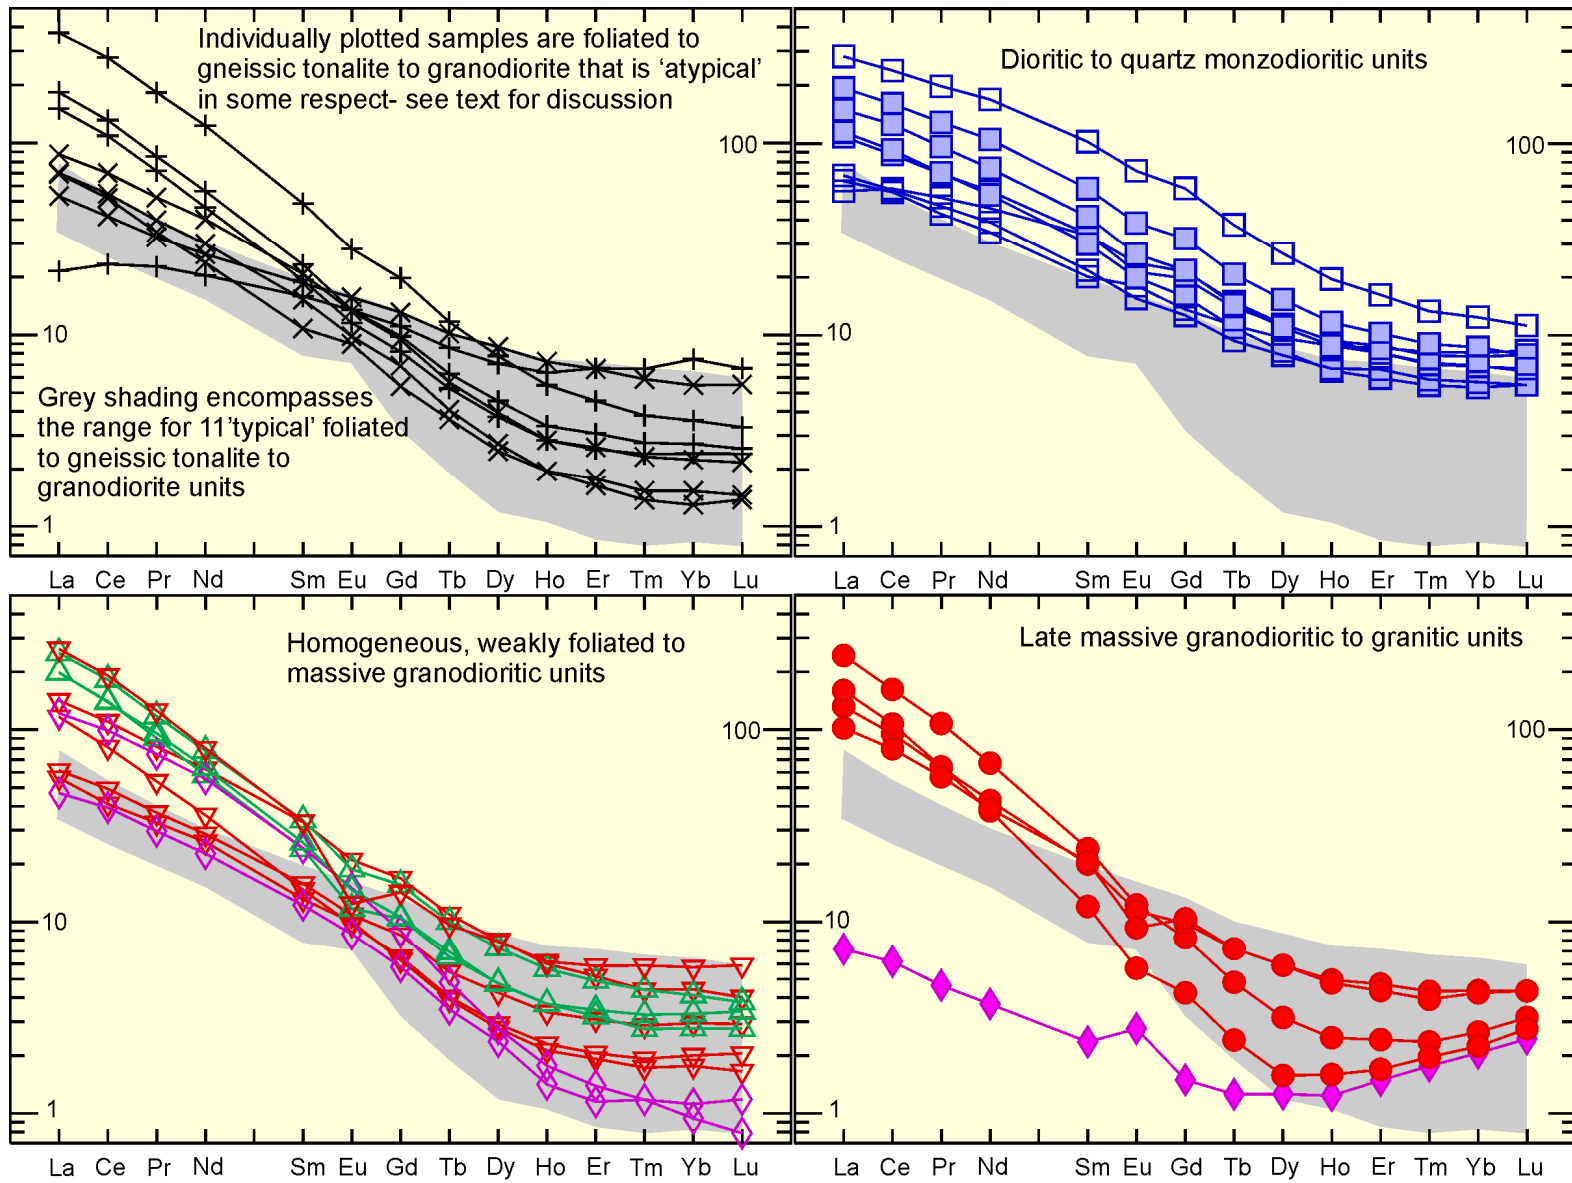 Individually plotted samples are foliated to
gneissic tonalite to granodiorite that is ‘atypical’
in some respect- see text for discussion
100
10
Grey shading encompasses
the range for 11’typical’ foliated
to gneissic tonalite to
granodiorite units
1
La Ce Pr Nd Sm Eu Gd Tb Dy Ho Er Tm Yb Lu
Dioritic to quartz monzodioritic units
100
100
10
1
La Ce Pr Nd Sm Eu Gd Tb Dy Ho Er Tm Yb Lu
Homogeneous, weakly foliated to
massive granodioritic units
100
10
1
La Ce Pr Nd Sm Eu Gd Tb Dy Ho Er Tm Yb Lu
Late massive granodioritic to granitic units
100
10
1
La Ce Pr Nd Sm Eu Gd Tb Dy Ho Er Tm Yb Lu